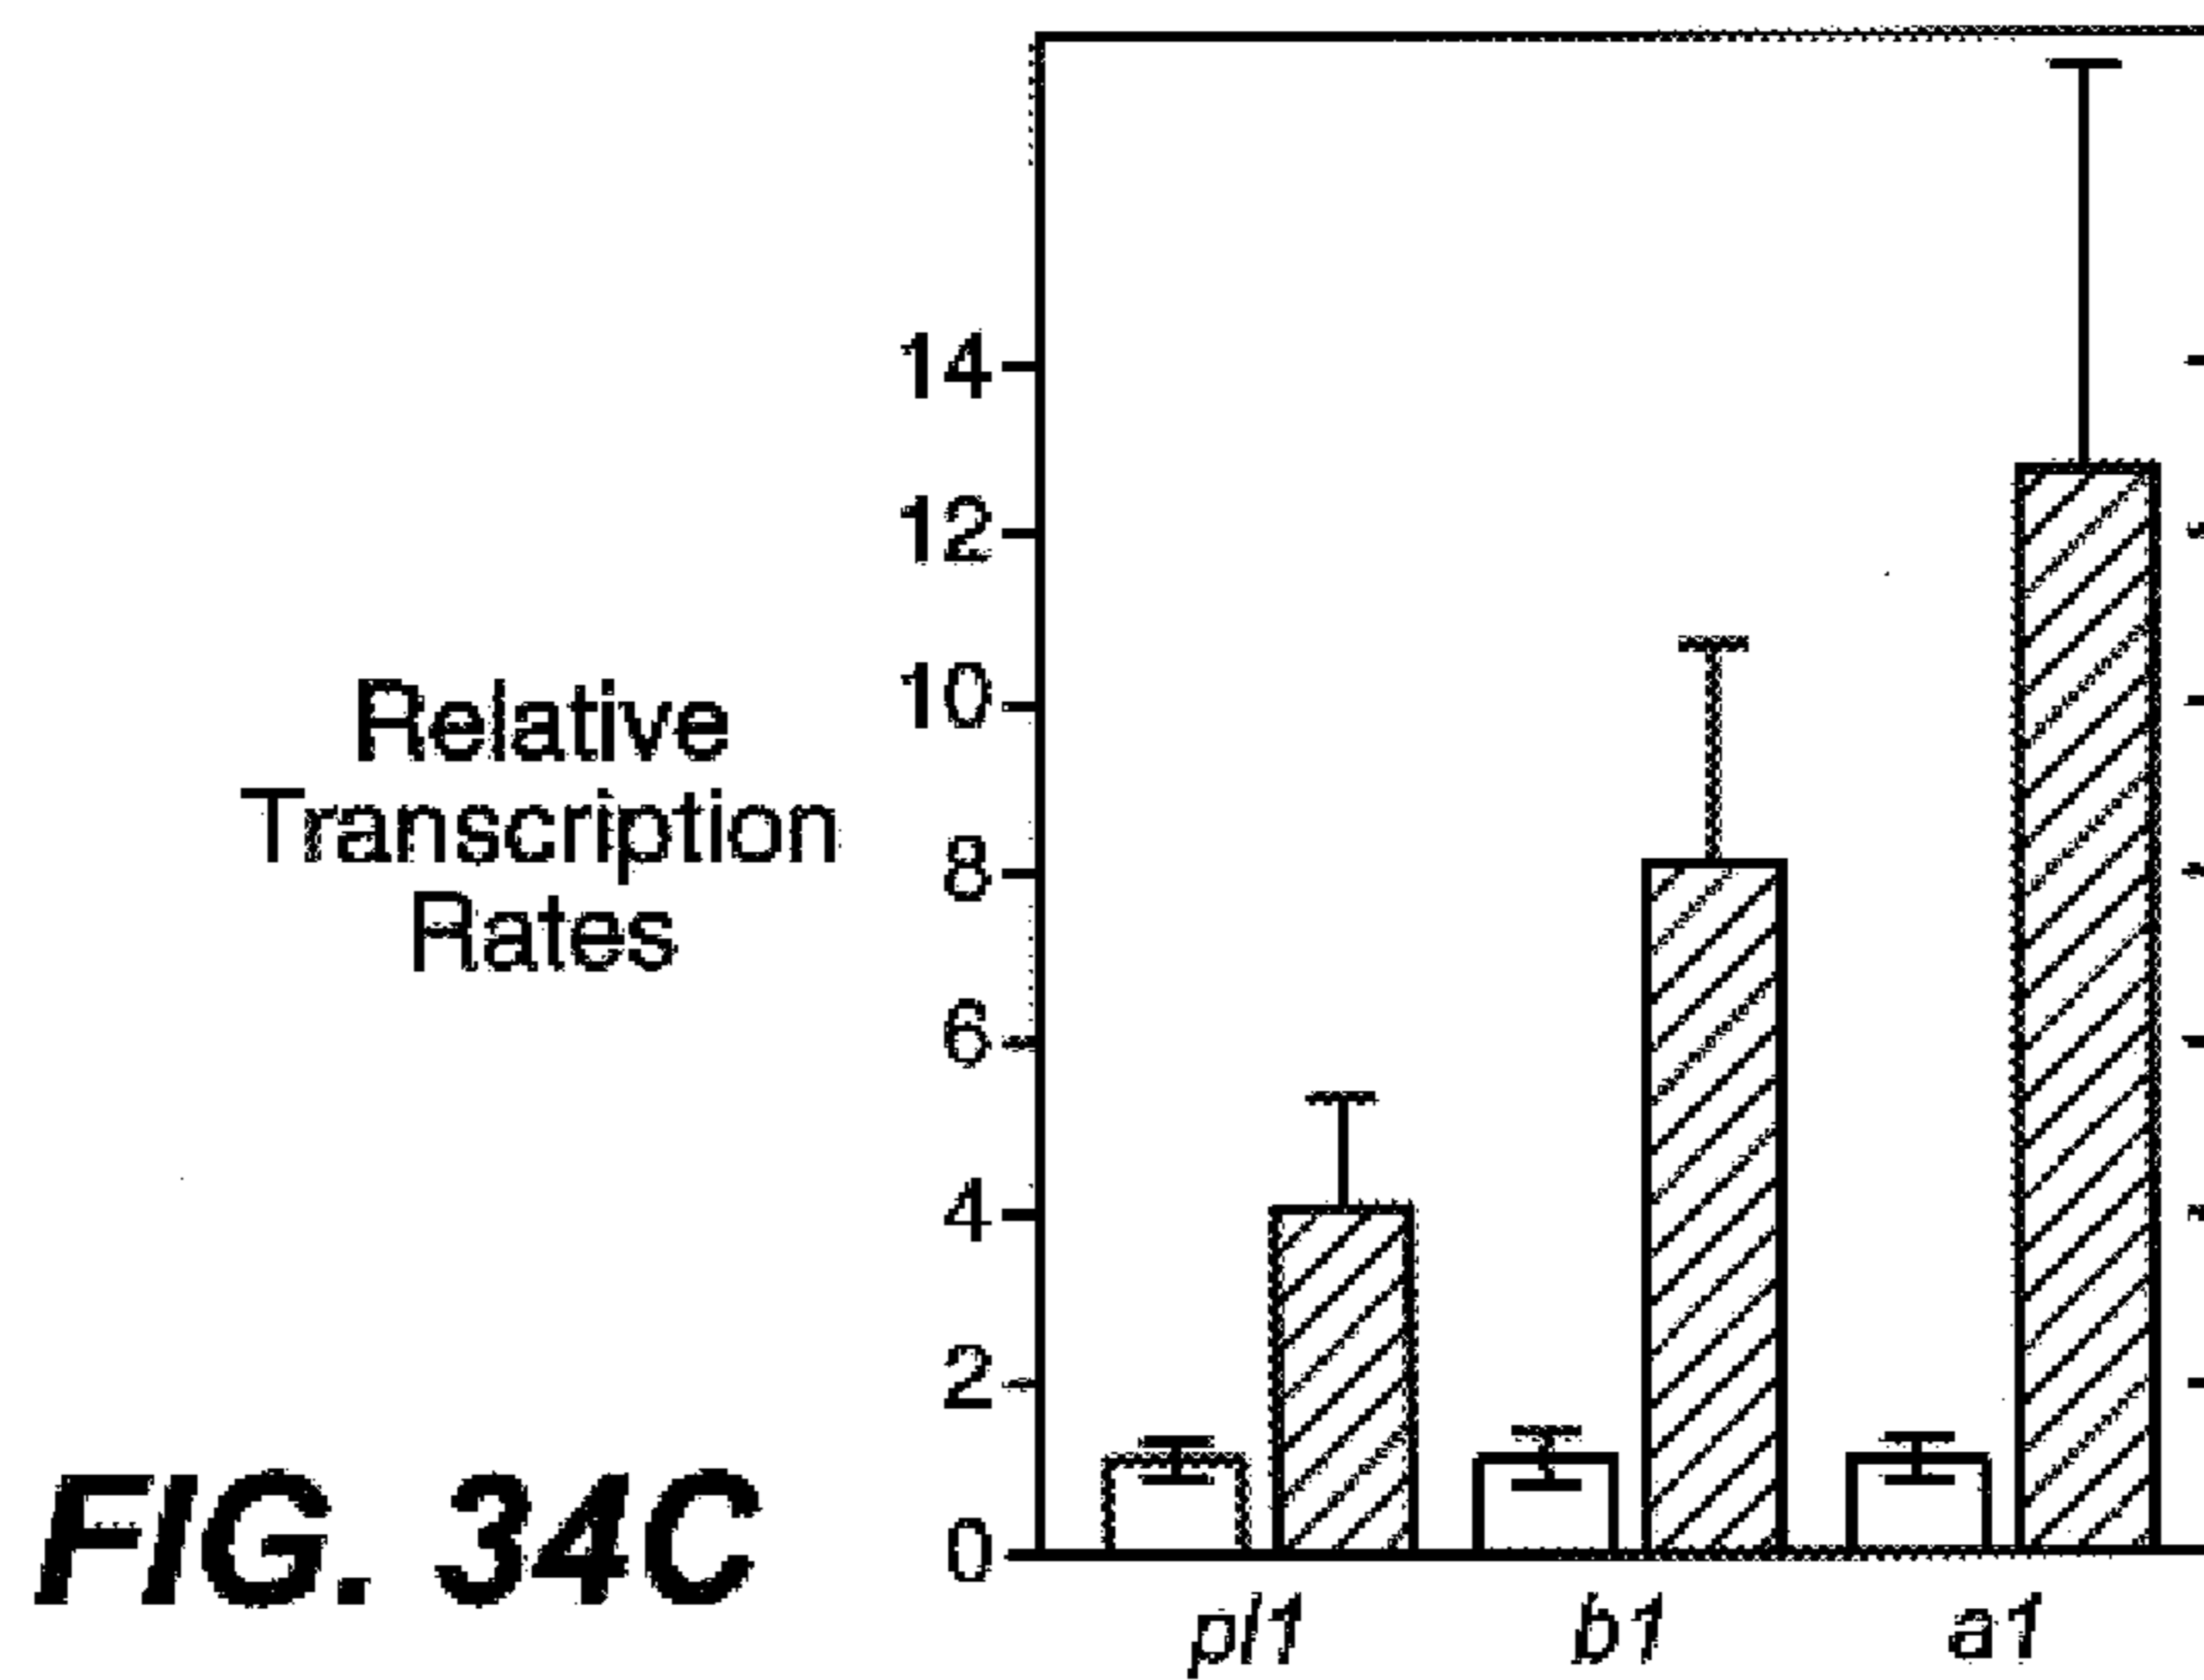 14
12
10
8
6
4
2
0
Relative
Transcription
Rates
pl1 b1 a1
FIG. 34C